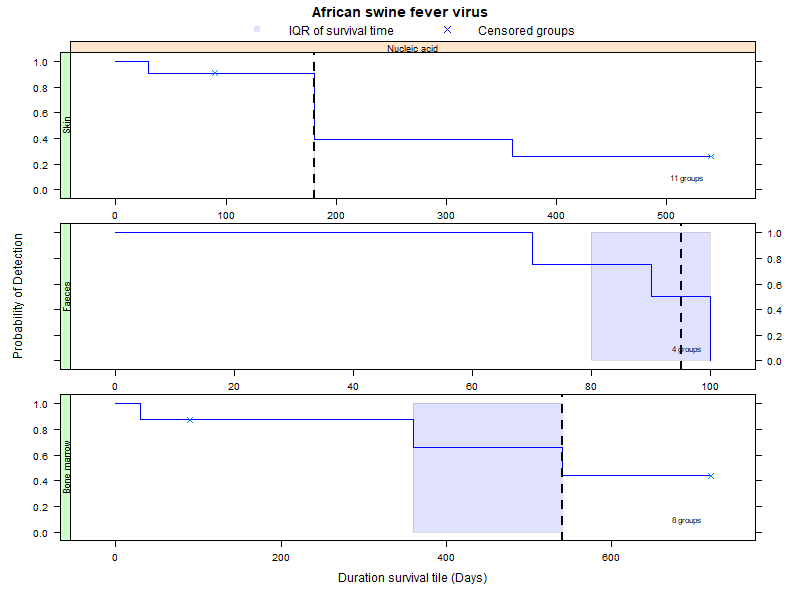 African swine fever virus
IQR of survival time
Censored groups
Nucleic acid
Skin
1.0
0.8
0.6
0.4
0.2
0.0
11 groups
0 100 200 300 400 500
Probability of Detection
Faeces
1.0
0.8
0.6
0.4
0.2
0.0
4 groups
0 20 40 60 80 100
Bone marrow
1.0
0.8
0.6
0.4
0.2
0.0
8 groups
0 200 400 600
Duration survival tile (Days)